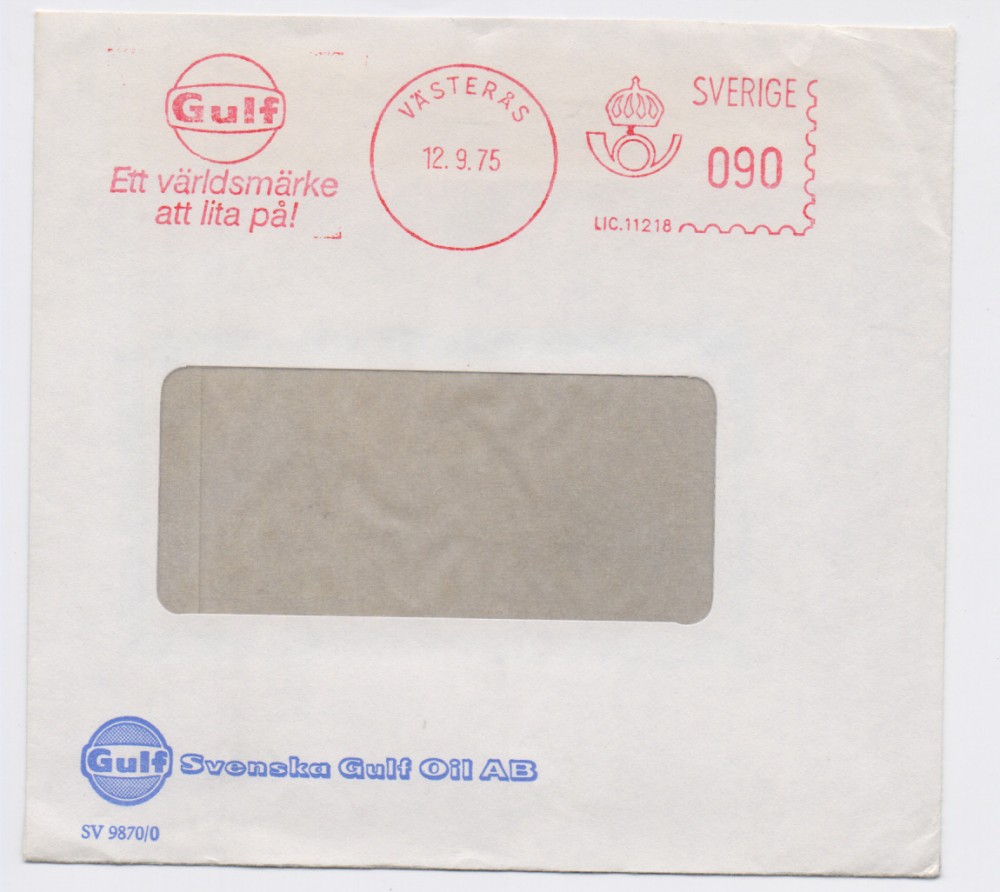 Gulf
Ett världsmärke
att lita på!
VÄSTERÅS
12.9.75
SVERIGE
090
LIC.11218
Gulf Svenska Gulf Oil AB
SV 9870/0